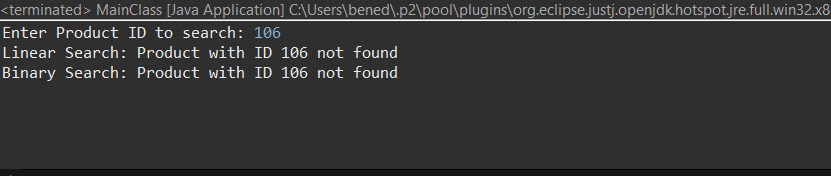 <terminated> MainClass [Java Application] C:\Users\bened\.p2\pool\plugins\org.eclipse.justj.openjdk.hotspot.jre.full.win32.x8
Enter Product ID to search: 106
Linear Search: Product with ID 106 not found
Binary Search: Product with ID 106 not found